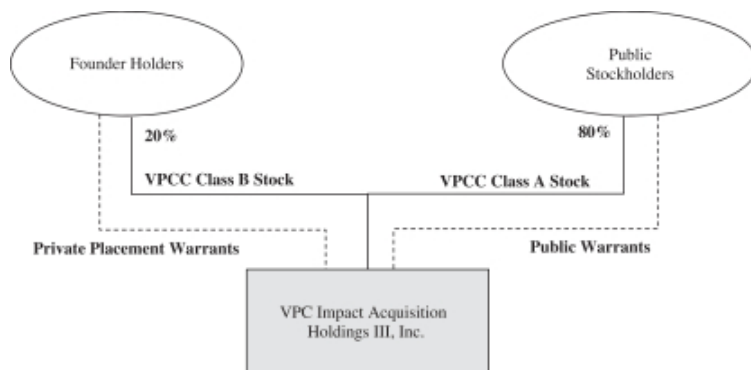 Founder Holders
Public
Stockholders
20%
80%
VPCC Class B Stock
VPCC Class A Stock
Private Placement Warrants
Public Warrants
VPC Impact Acquisition
Holdings III, Inc.